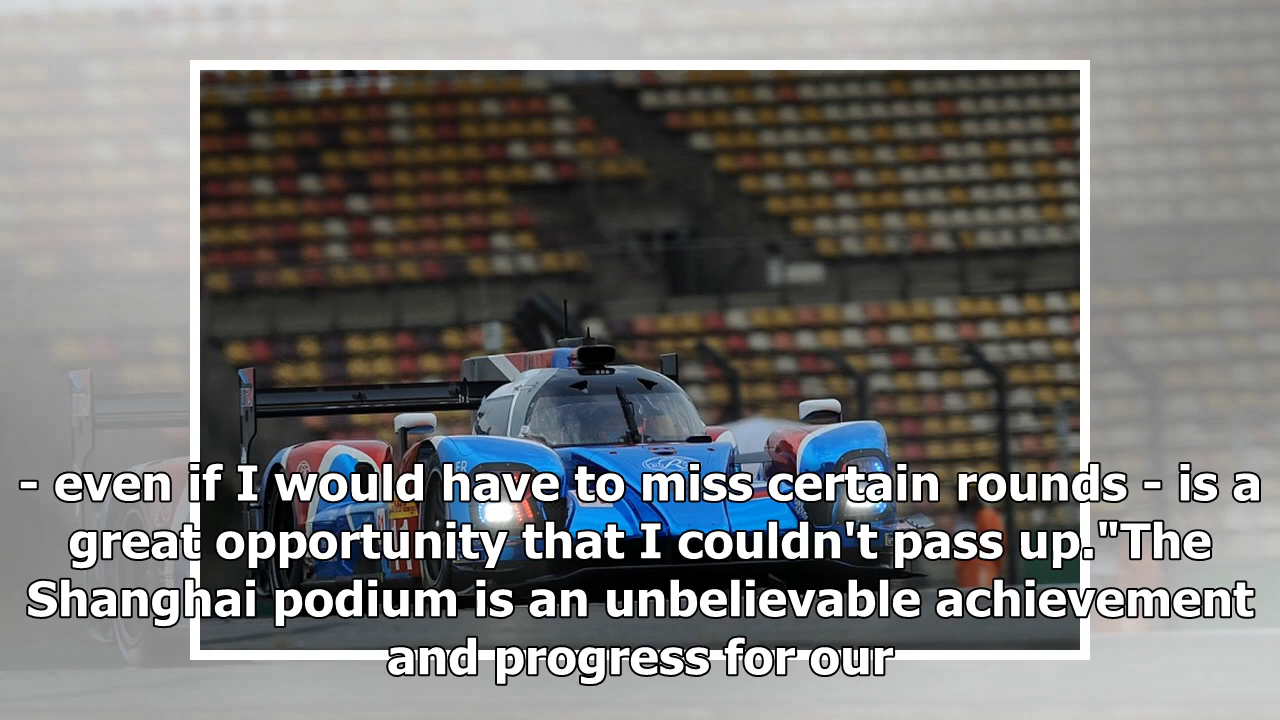 - even if I would have to miss certain rounds - is a
great opportunity that I couldn't pass up."The
Shanghai podium is an unbelievable achievement
and progress for our
11